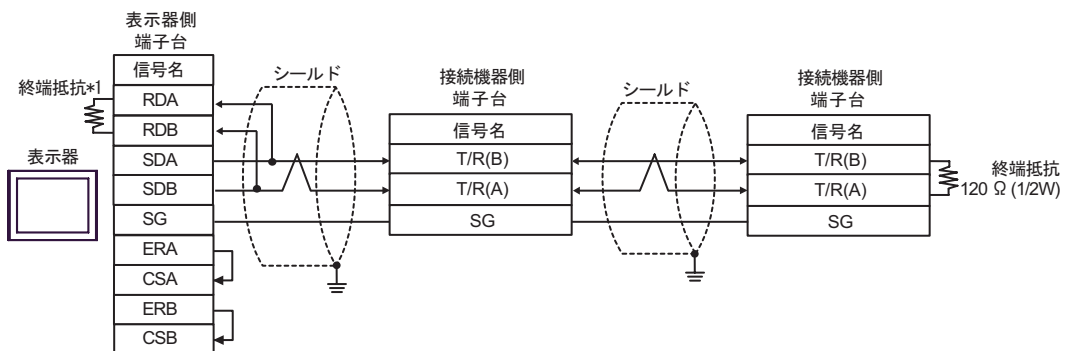 表示器側
端子台
信号名
終端抵抗*1
RDA
RDB
表示器
SDA
SDB
SG
ERA
CSA
ERB
CSB
シールド
接続機器側
端子台
信号名
T/R(B)
T/R(A)
SG
シールド
接続機器側
端子台
信号名
T/R(B)
T/R(A)
SG
終端抵抗
120 Ω (1/2W)